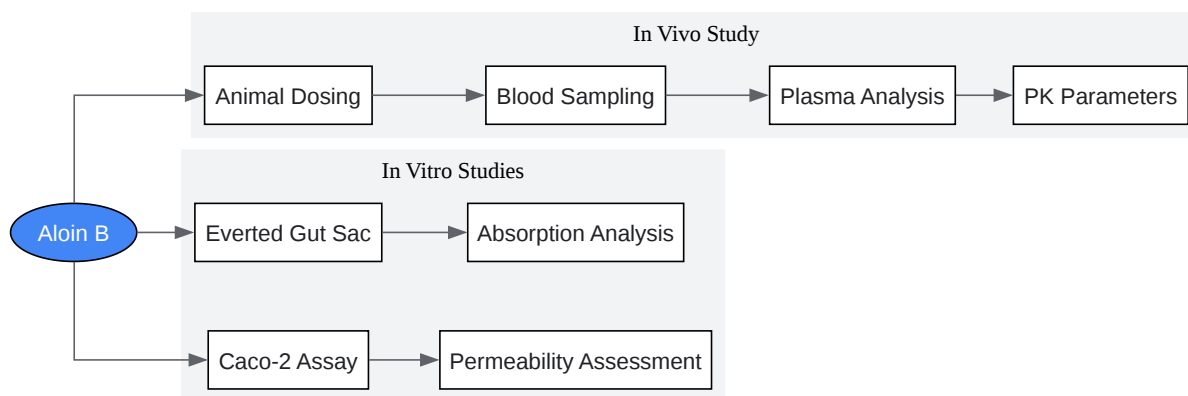 In Vivo Study
Animal Dosing
Blood Sampling
Plasma Analysis
PK Parameters
In Vitro Studies
Aloin B
Everted Gut Sac
Absorption Analysis
Caco-2 Assay
Permeability Assessment